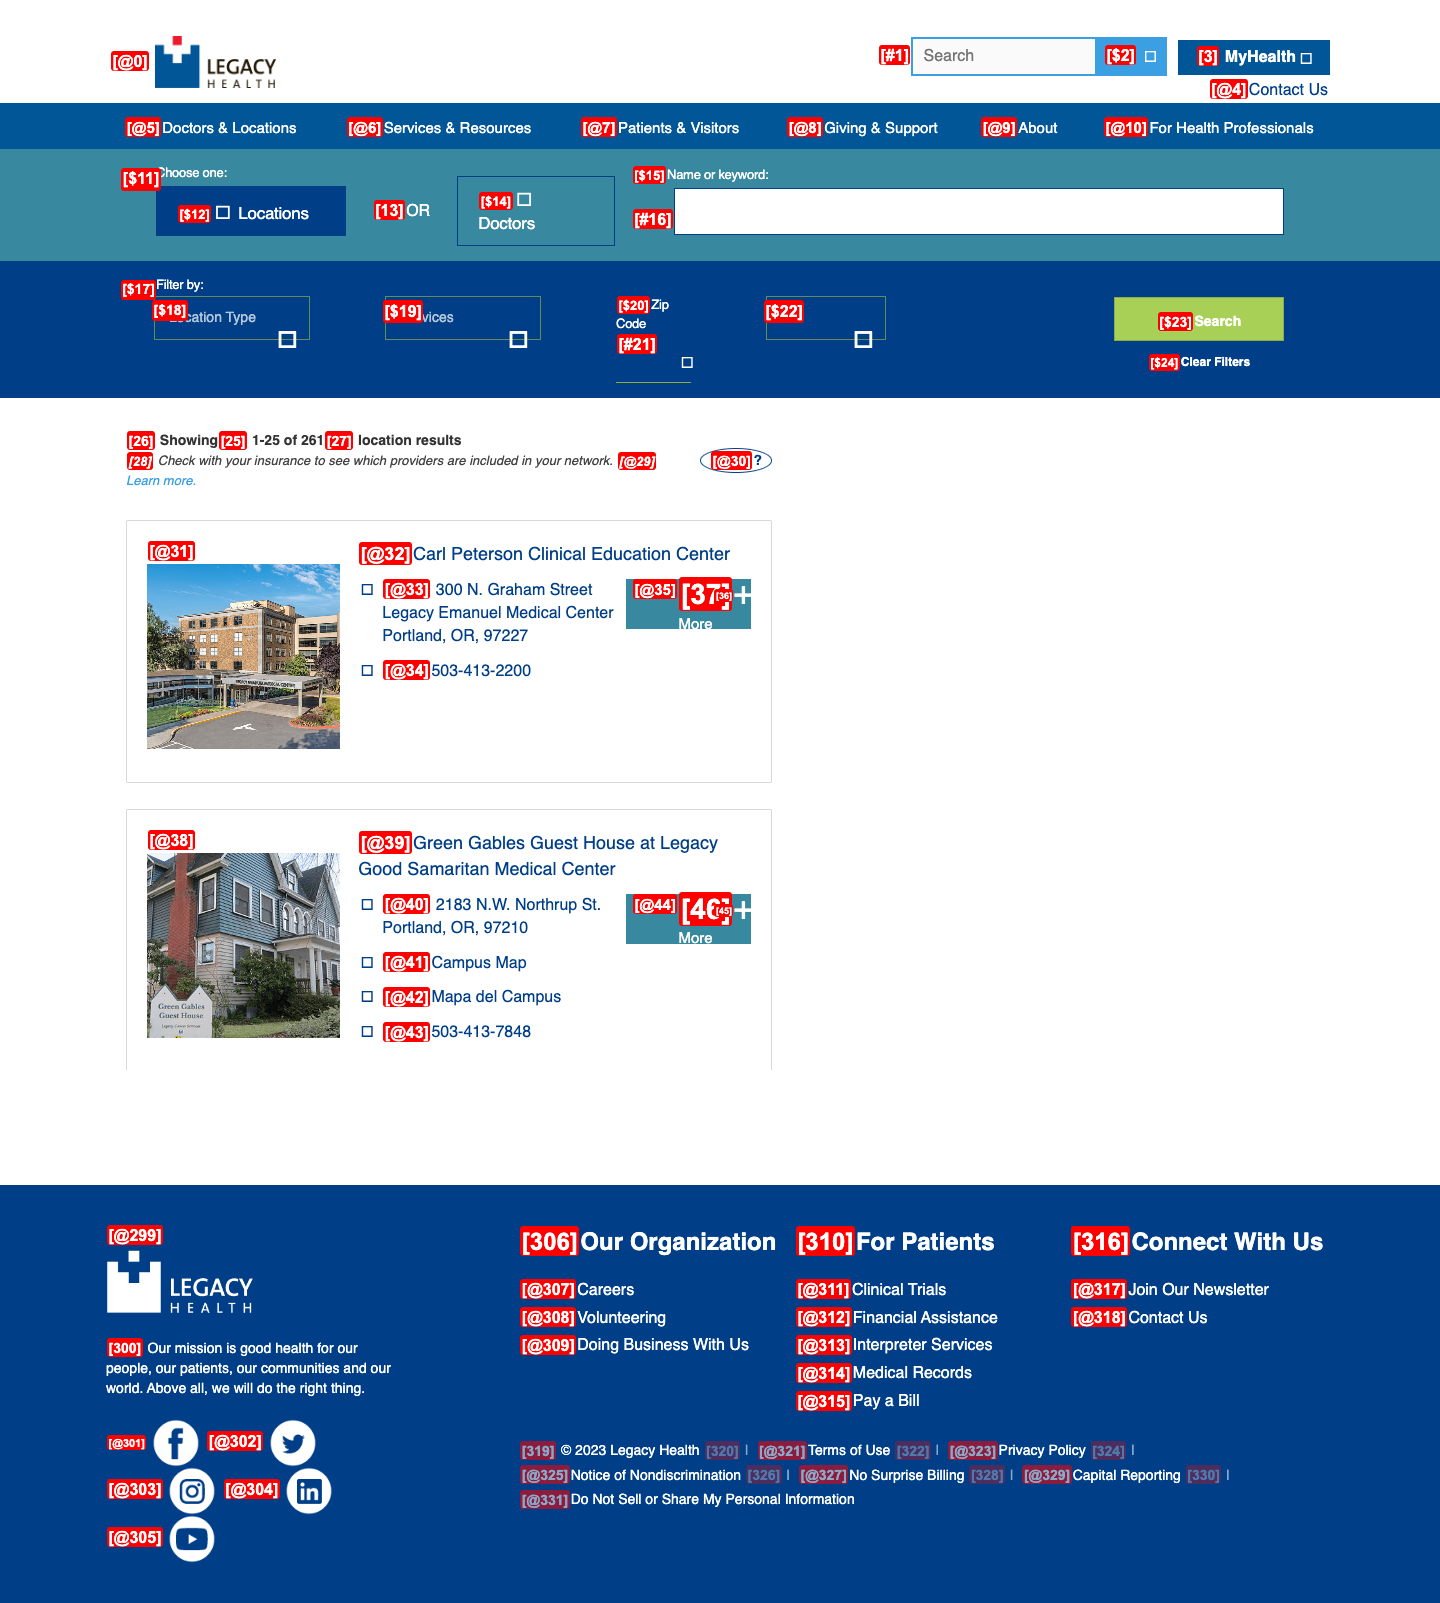 [@0] LEGACY
HEALTH
[#1] Search [$2]
[3] MyHealth
[@4] Contact Us
[@5] Doctors & Locations [@6] Services & Resources [@7] Patients & Visitors [@8] Giving & Support [@9] About [@10] For Health Professionals
[$11] Choose one:
[$12] Locations
[13] OR
[$14]
Doctors
[$15] Name or keyword:
[#16]
[$17] Filter by:
[$18] Location Type
[$19] vices
[$20] Zip
Code
[#21]
[$22]
[$23] Search
[$24] Clear Filters
[26] Showing [25] 1-25 of 261 [27] location results
[28] Check with your insurance to see which providers are included in your network. [@29]
Learn more.
[@30] ?
[@31]
[@32] Carl Peterson Clinical Education Center
[@33] 300 N. Graham Street
Legacy Emanuel Medical Center
Portland, OR, 97227
[@34] 503-413-2200
[@35] [37] [36] +
More
[@38]
Green Gables
Guest House
[@39] Green Gables Guest House at Legacy
Good Samaritan Medical Center
[@40] 2183 N.W. Northrup St.
Portland, OR, 97210
[@41] Campus Map
[@42] Mapa del Campus
[@43] 503-413-7848
[@44] [46] [45] +
More
[@299]
LEGACY
HEALTH
[300] Our mission is good health for our
people, our patients, our communities and our
world. Above all, we will do the right thing.
[@301] [@302]
[@303] [@304]
[@305]
[306] Our Organization
[@307] Careers
[@308] Volunteering
[@309] Doing Business With Us
[310] For Patients
[@311] Clinical Trials
[@312] Financial Assistance
[@313] Interpreter Services
[@314] Medical Records
[@315] Pay a Bill
[316] Connect With Us
[@317] Join Our Newsletter
[@318] Contact Us
[319] © 2023 Legacy Health [320] | [@321] Terms of Use [322] | [@323] Privacy Policy [324] |
[@325] Notice of Nondiscrimination [326] | [@327] No Surprise Billing [328] | [@329] Capital Reporting [330] |
[@331] Do Not Sell or Share My Personal Information